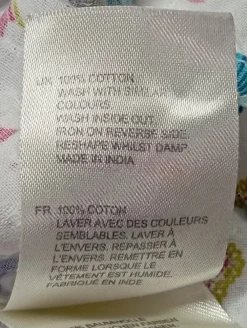 UK 100% COTTON
WASH WITH SIMILAR
COLOURS.
WASH INSIDE OUT.
IRON ON REVERSE SIDE.
RESHAPE WHILST DAMP.
MADE IN INDIA
FR 100% COTON
LAVER AVEC DES COULEURS
SEMBLABLES. LAVER À
L'ENVERS. REPASSER À
L'ENVERS. REMETTRE EN
FORME LORSQUE LE
VÊTEMENT EST HUMIDE.
FABRIQUÉ EN INDE
BAUMWOLLE